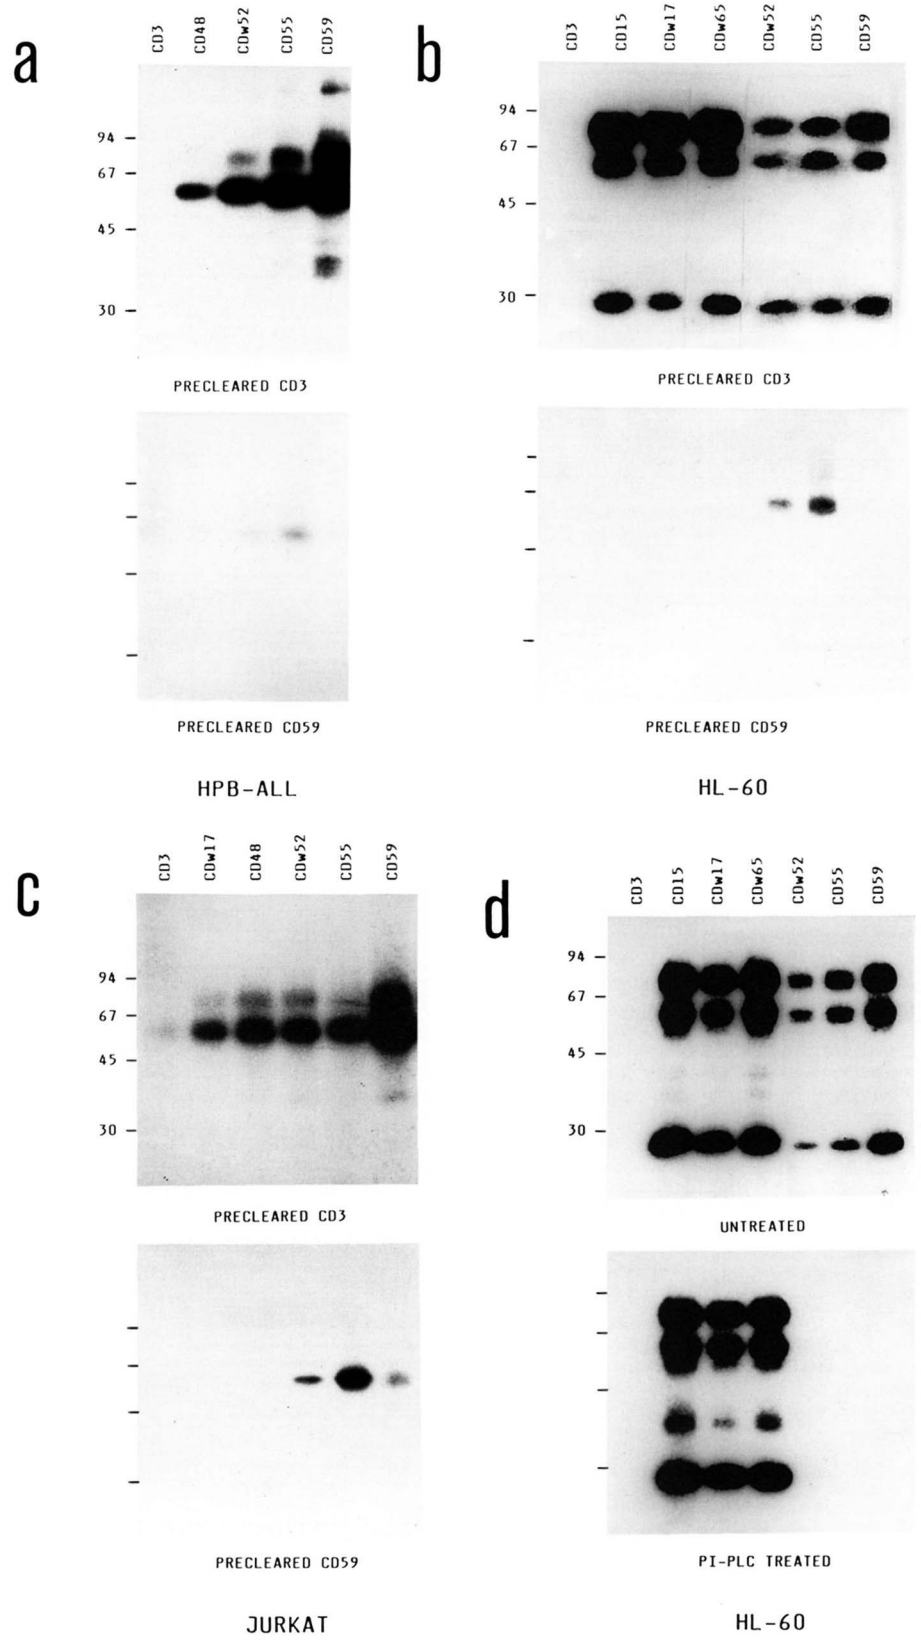 a
CD3 CD48 CDw52 CD55 CD59
94
67
45
30
PRECLEARED CD3
PRECLEARED CD59
HPB-ALL
b
CD3 CD15 CDw17 CDw65 CDw52 CD55 CD59
94
67
45
30
PRECLEARED CD3
PRECLEARED CD59
HL-60
c
CD3 CDw17 CD48 CDw52 CD55 CD59
94
67
45
30
PRECLEARED CD3
PRECLEARED CD59
JURKAT
d
CD3 CD15 CDw17 CDw65 CDw52 CD55 CD59
94
67
45
30
UNTREATED
PI-PLC TREATED
HL-60